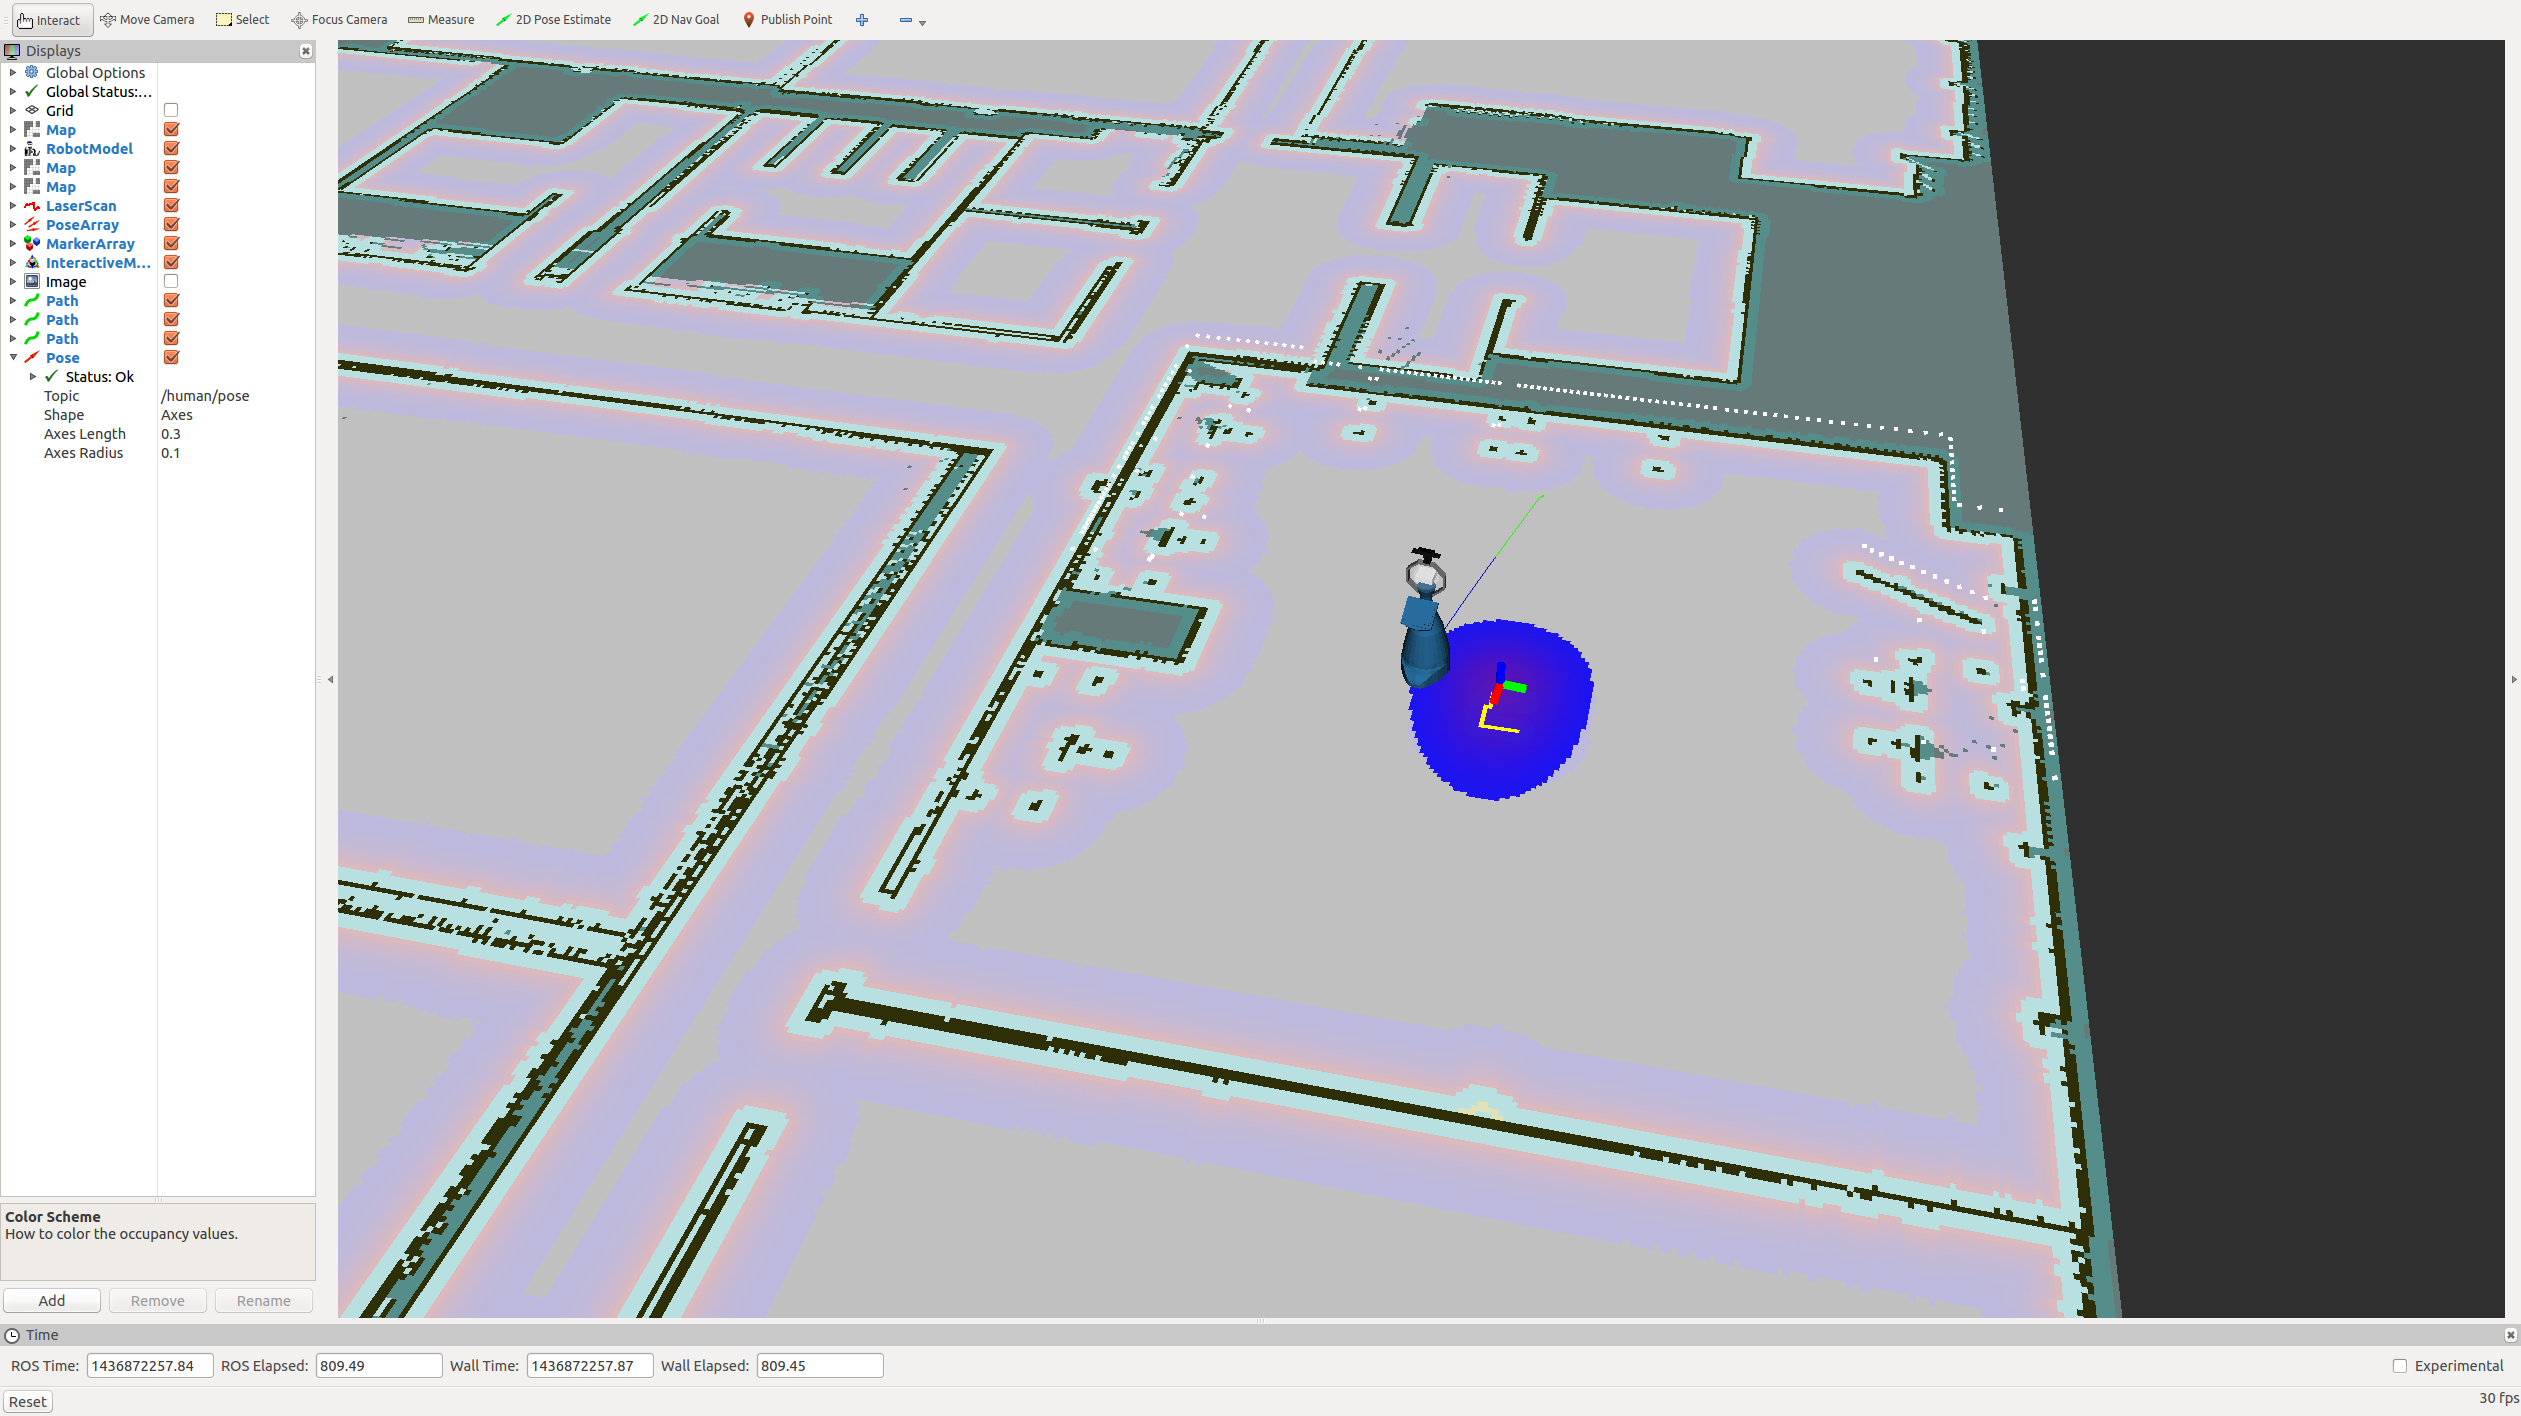 Interact Move Camera Select Focus Camera Measure 2D Pose Estimate 2D Nav Goal Publish Point
Displays
Global Options
Global Status:...
Grid
Map
RobotModel
Map
Map
LaserScan
PoseArray
MarkerArray
InteractiveM...
Image
Path
Path
Path
Pose
Status: Ok
Topic /human/pose
Shape Axes
Axes Length 0.3
Axes Radius 0.1
Color Scheme
How to color the occupancy values.
Add Remove Rename
Time
ROS Time: 1436872257.84 ROS Elapsed: 809.49 Wall Time: 1436872257.87 Wall Elapsed: 809.45 Experimental
Reset 30 fps